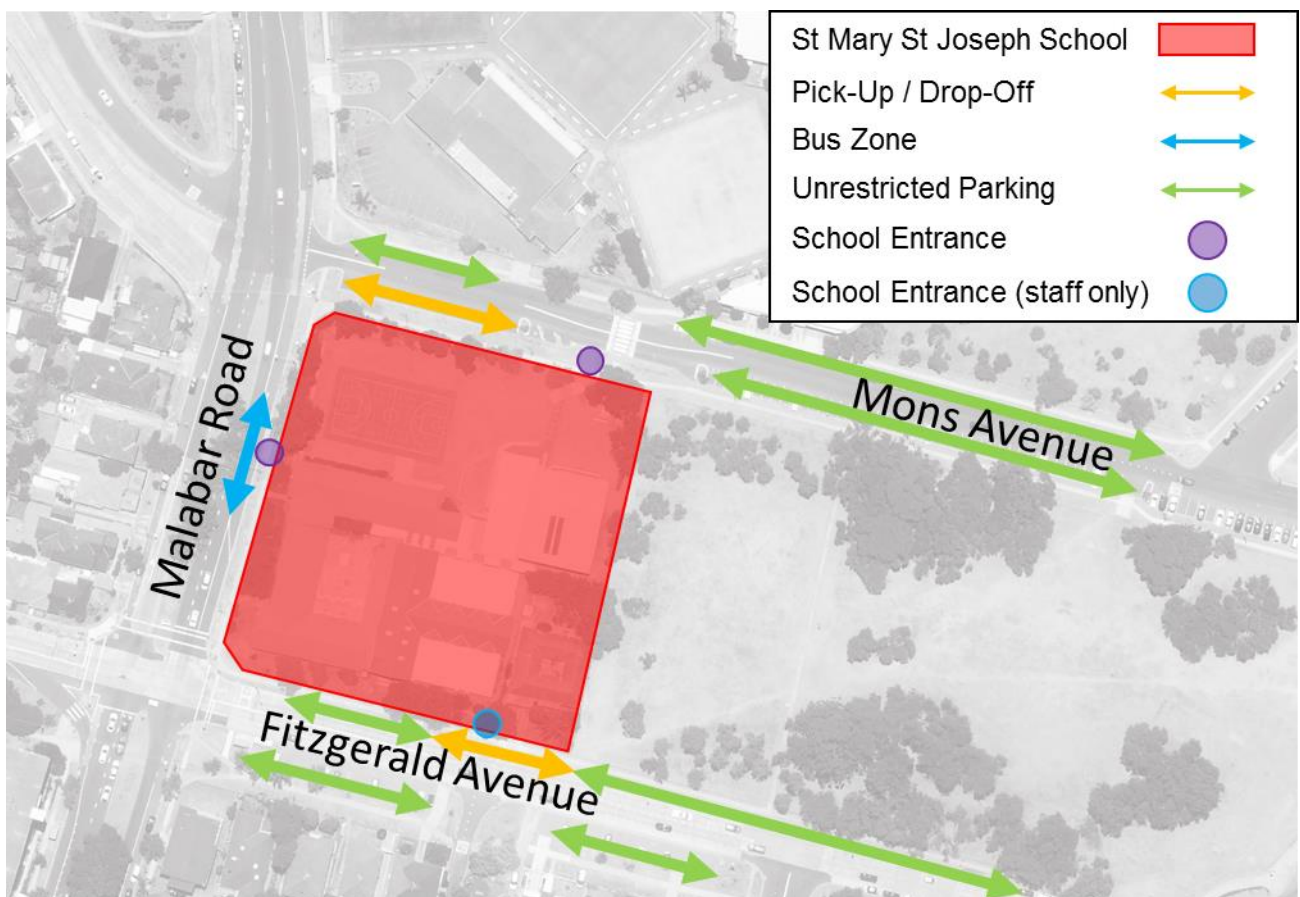 St Mary St Joseph School
Pick-Up / Drop-Off
Bus Zone
Unrestricted Parking
School Entrance
School Entrance (staff only)
Mons Avenue
Malabar Road
Fitzgerald Avenue